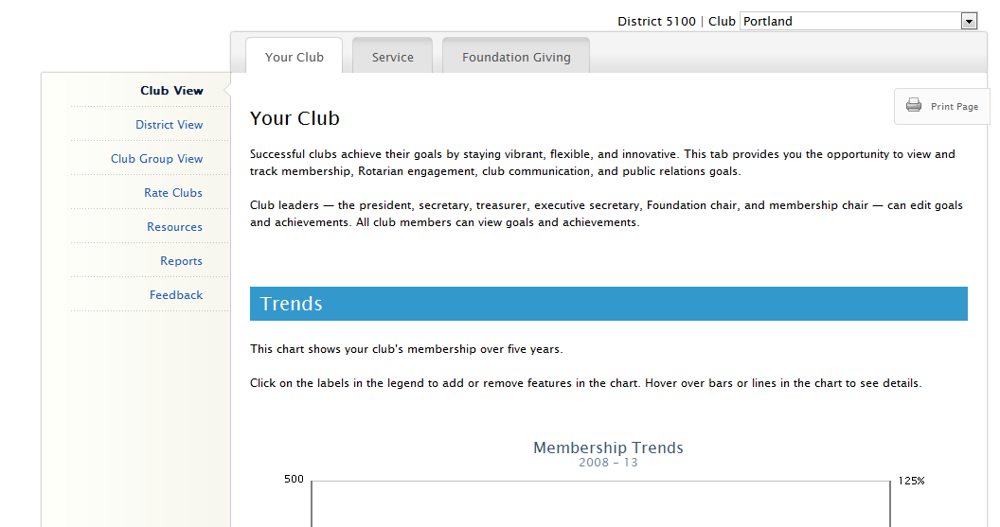 District 5100 | Club Portland
Your Club
Service
Foundation Giving
Club View
District View
Club Group View
Rate Clubs
Resources
Reports
Feedback
Print Page
Your Club
Successful clubs achieve their goals by staying vibrant, flexible, and innovative. This tab provides you the opportunity to view and
track membership, Rotarian engagement, club communication, and public relations goals.
Club leaders — the president, secretary, treasurer, executive secretary, Foundation chair, and membership chair — can edit goals
and achievements. All club members can view goals and achievements.
Trends
This chart shows your club's membership over five years.
Click on the labels in the legend to add or remove features in the chart. Hover over bars or lines in the chart to see details.
Membership Trends
2008 – 13
500
125%